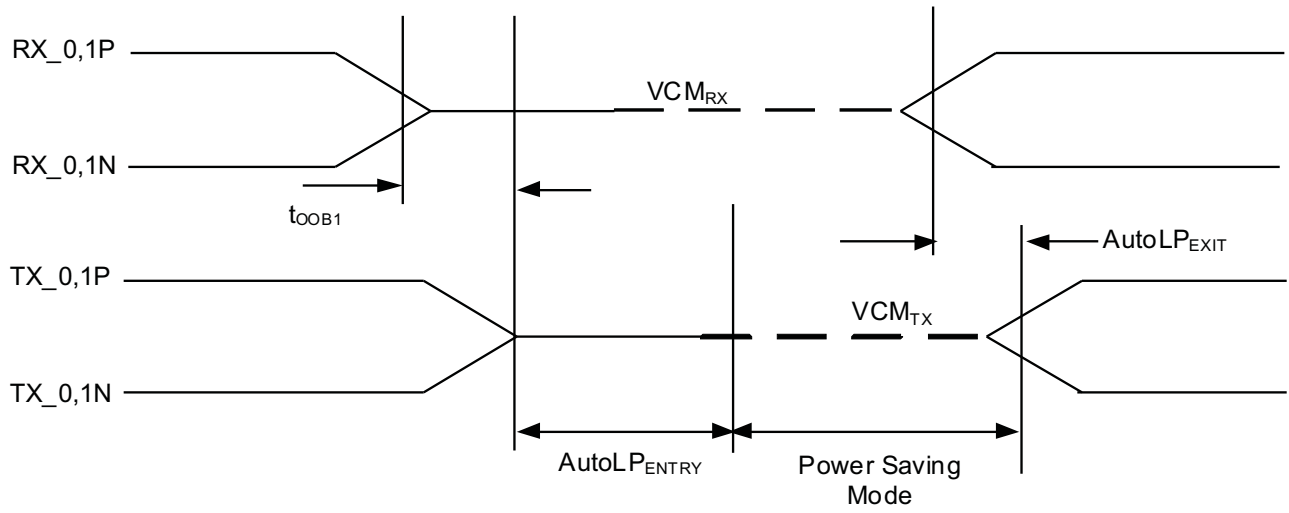 RX_0,1P
VCMRX
RX_0,1N
tOOB1
AutoLPEXIT
TX_0,1P
VCMTX
TX_0,1N
AutoLPENTRY
Power Saving
Mode